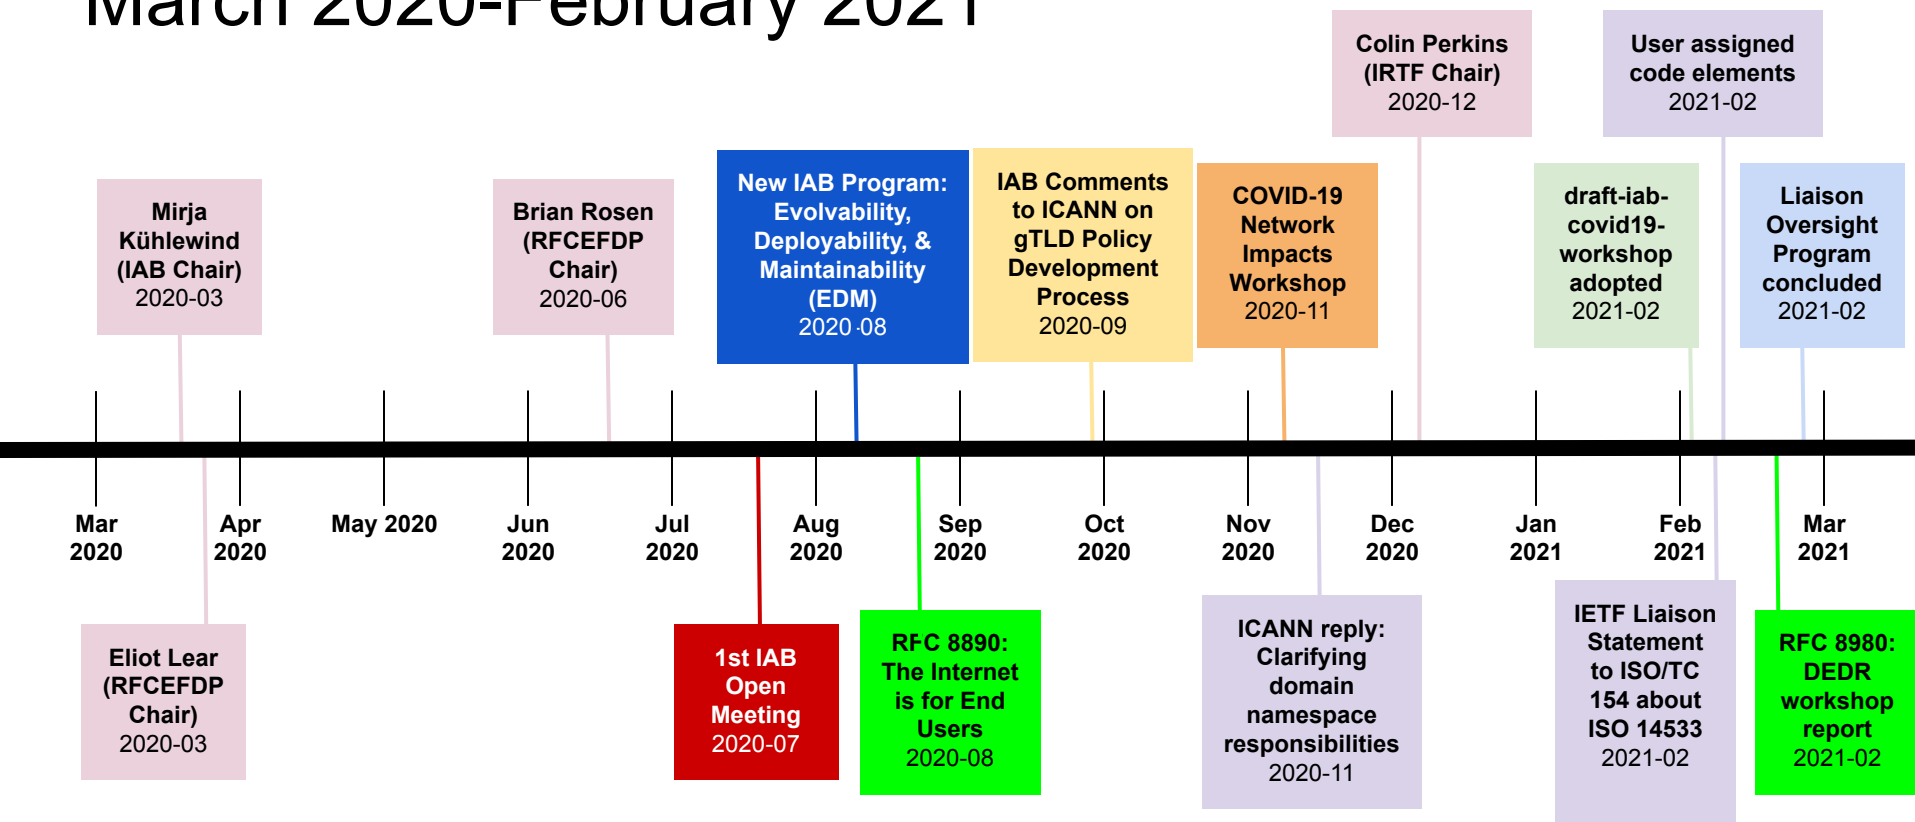 March 2020-February 2021
Colin Perkins
(IRTF Chair)
2020-12
User assigned
code elements
2021-02
Mirja
Kühlewind
(IAB Chair)
2020-03
Brian Rosen
(RFCEFDP
Chair)
2020-06
New IAB Program:
Evolvability,
Deployability, &
Maintainability
(EDM)
2020-08
IAB Comments
to ICANN on
gTLD Policy
Development
Process
2020-09
COVID-19
Network
Impacts
Workshop
2020-11
draft-iab-
covid19-
workshop
adopted
2021-02
Liaison
Oversight
Program
concluded
2021-02
Mar
2020
Apr
2020
May 2020
Jun
2020
Jul
2020
Aug
2020
Sep
2020
Oct
2020
Nov
2020
Dec
2020
Jan
2021
Feb
2021
Mar
2021
Eliot Lear
(RFCEFDP
Chair)
2020-03
1st IAB
Open
Meeting
2020-07
RFC 8890:
The Internet
is for End
Users
2020-08
ICANN reply:
Clarifying
domain
namespace
responsibilities
2020-11
IETF Liaison
Statement
to ISO/TC
154 about
ISO 14533
2021-02
RFC 8980:
DEDR
workshop
report
2021-02